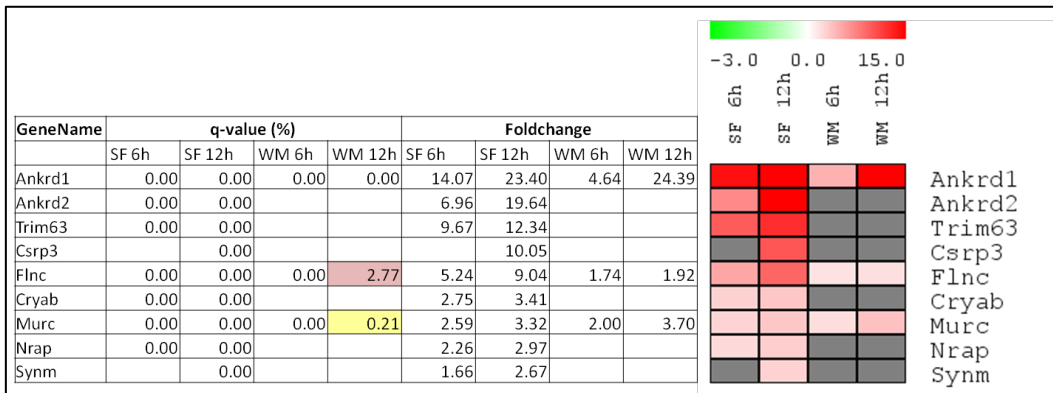 -3.0 0.0 15.0
SF 6h SF 12h WM 6h WM 12h
GeneName q-value (%) Foldchange
SF 6h SF 12h WM 6h WM 12h SF 6h SF 12h WM 6h WM 12h
Ankrd1 0.00 0.00 0.00 0.00 14.07 23.40 4.64 24.39 Ankrd1
Ankrd2 0.00 0.00 6.96 19.64 Ankrd2
Trim63 0.00 0.00 9.67 12.34 Trim63
Csrp3 0.00 10.05 Csrp3
Flnc 0.00 0.00 0.00 2.77 5.24 9.04 1.74 1.92 Flnc
Cryab 0.00 0.00 2.75 3.41 Cryab
Murc 0.00 0.00 0.00 0.21 2.59 3.32 2.00 3.70 Murc
Nrap 0.00 0.00 2.26 2.97 Nrap
Synm 0.00 1.66 2.67 Synm